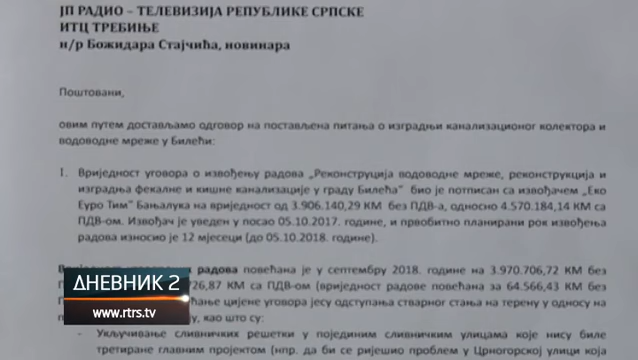 ЈП РАДИО – ТЕЛЕВИЗИЈА РЕПУБЛИКЕ СРПСКЕ
ИТЦ ТРЕБИЊЕ
н/р Божидара Стајчића, новинара
Поштовани,
овим путем достављамо одговор на постављена питања о изградњи канализационог колектора и
водоводне мреже у Билећи:
1. Вриједност уговора о извођењу радова „Реконструкција водоводне мреже, реконструкција и
изградња фекалне и кишне канализације у граду Билећа“ био је потписан са извођачем „Еко
Еуро Тим“ Бањалука на вриједност од 3.906.140,29 КМ без ПДВ-а, односно 4.570.184,14 КМ са
ПДВ-ом. Извођач је уведен у посао 05.10.2017. године, и првобитно планирани рок извођења
радова износио је 12 мјесеци (до 05.10.2018. године).
радова повећана је у септембру 2018. године на 3.970.706,72 КМ без
26,87 КМ са ПДВ-ом (вриједност радове повећана за 64.566,43 КМ без
цијене уговора јесу одступања стварног стања на терену у односу на
као што су:
- Укључивање сливничких решетки у појединим сливничким улицама које нису биле
третиране главним пројектом (нпр. да би се ријешио проблем у Црногорској улици која
ДНЕВНИК 2
www.rtrs.tv